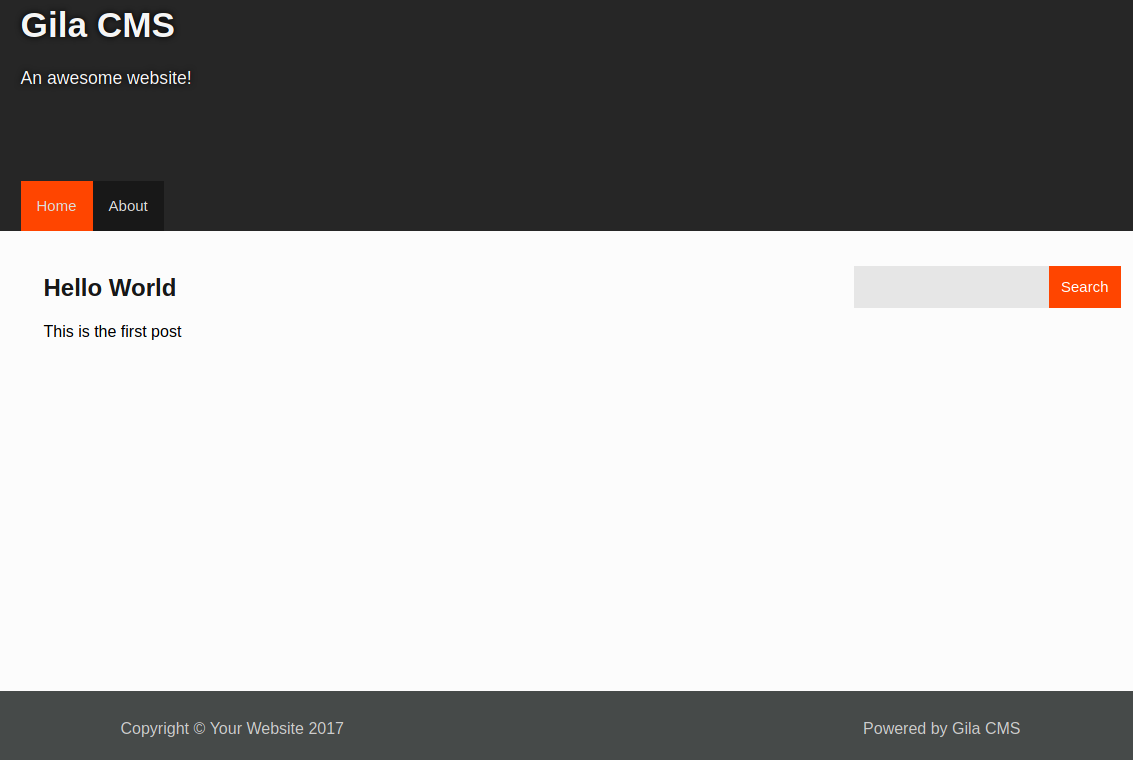 Gila CMS
An awesome website!
Home About
Hello World
Search
This is the first post
Copyright © Your Website 2017 Powered by Gila CMS